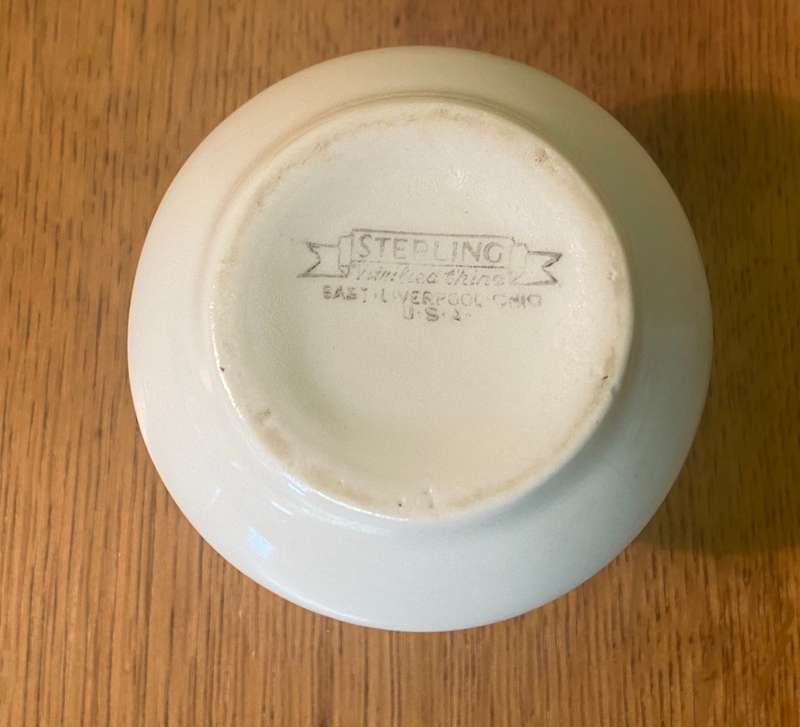 STERLING
Vitrified China
EAST·LIVERPOOL·OHIO
U·S·A·